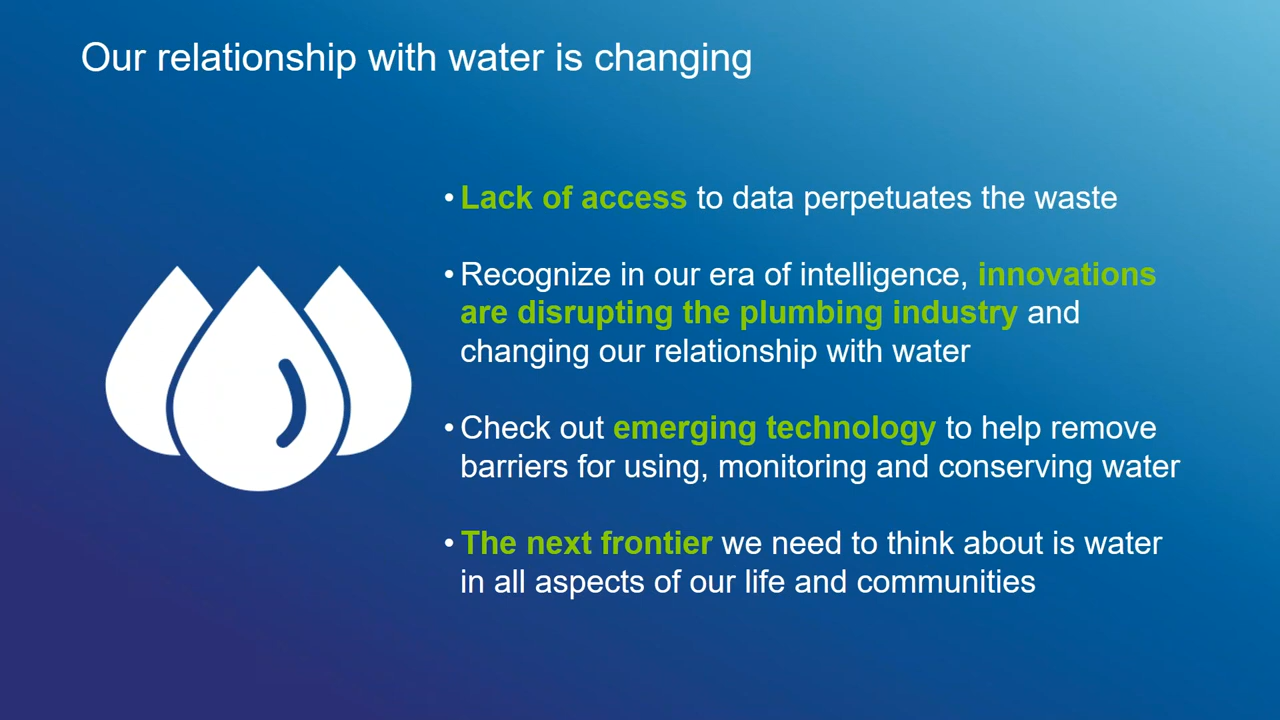 Our relationship with water is changing
• Lack of access to data perpetuates the waste
• Recognize in our era of intelligence, innovations
are disrupting the plumbing industry and
changing our relationship with water
• Check out emerging technology to help remove
barriers for using, monitoring and conserving water
• The next frontier we need to think about is water
in all aspects of our life and communities